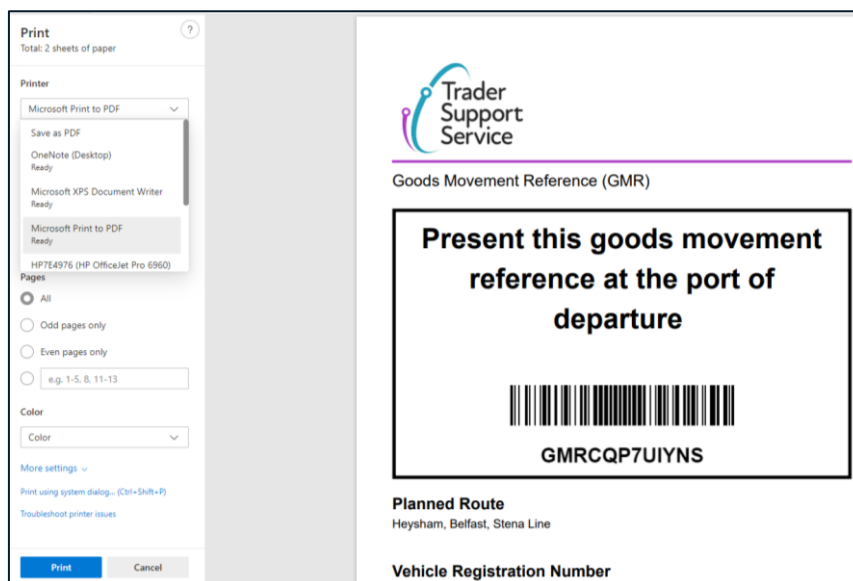 Print
?
Total: 2 sheets of paper
Printer
Microsoft Print to PDF
Save as PDF
OneNote (Desktop)
Ready
Microsoft XPS Document Writer
Ready
Microsoft Print to PDF
Ready
HP7E4976 (HP OfficeJet Pro 6960)
Pages
All
Odd pages only
Even pages only
e.g. 1-5, 8, 11-13
Color
Color
More settings
Print using system dialog... (Ctrl+Shift+P)
Troubleshoot printer issues
Print
Cancel
Trader
Support
Service
Goods Movement Reference (GMR)
Present this goods movement
reference at the port of
departure
GMRCQP7UIYNS
Planned Route
Heysham, Belfast, Stena Line
Vehicle Registration Number